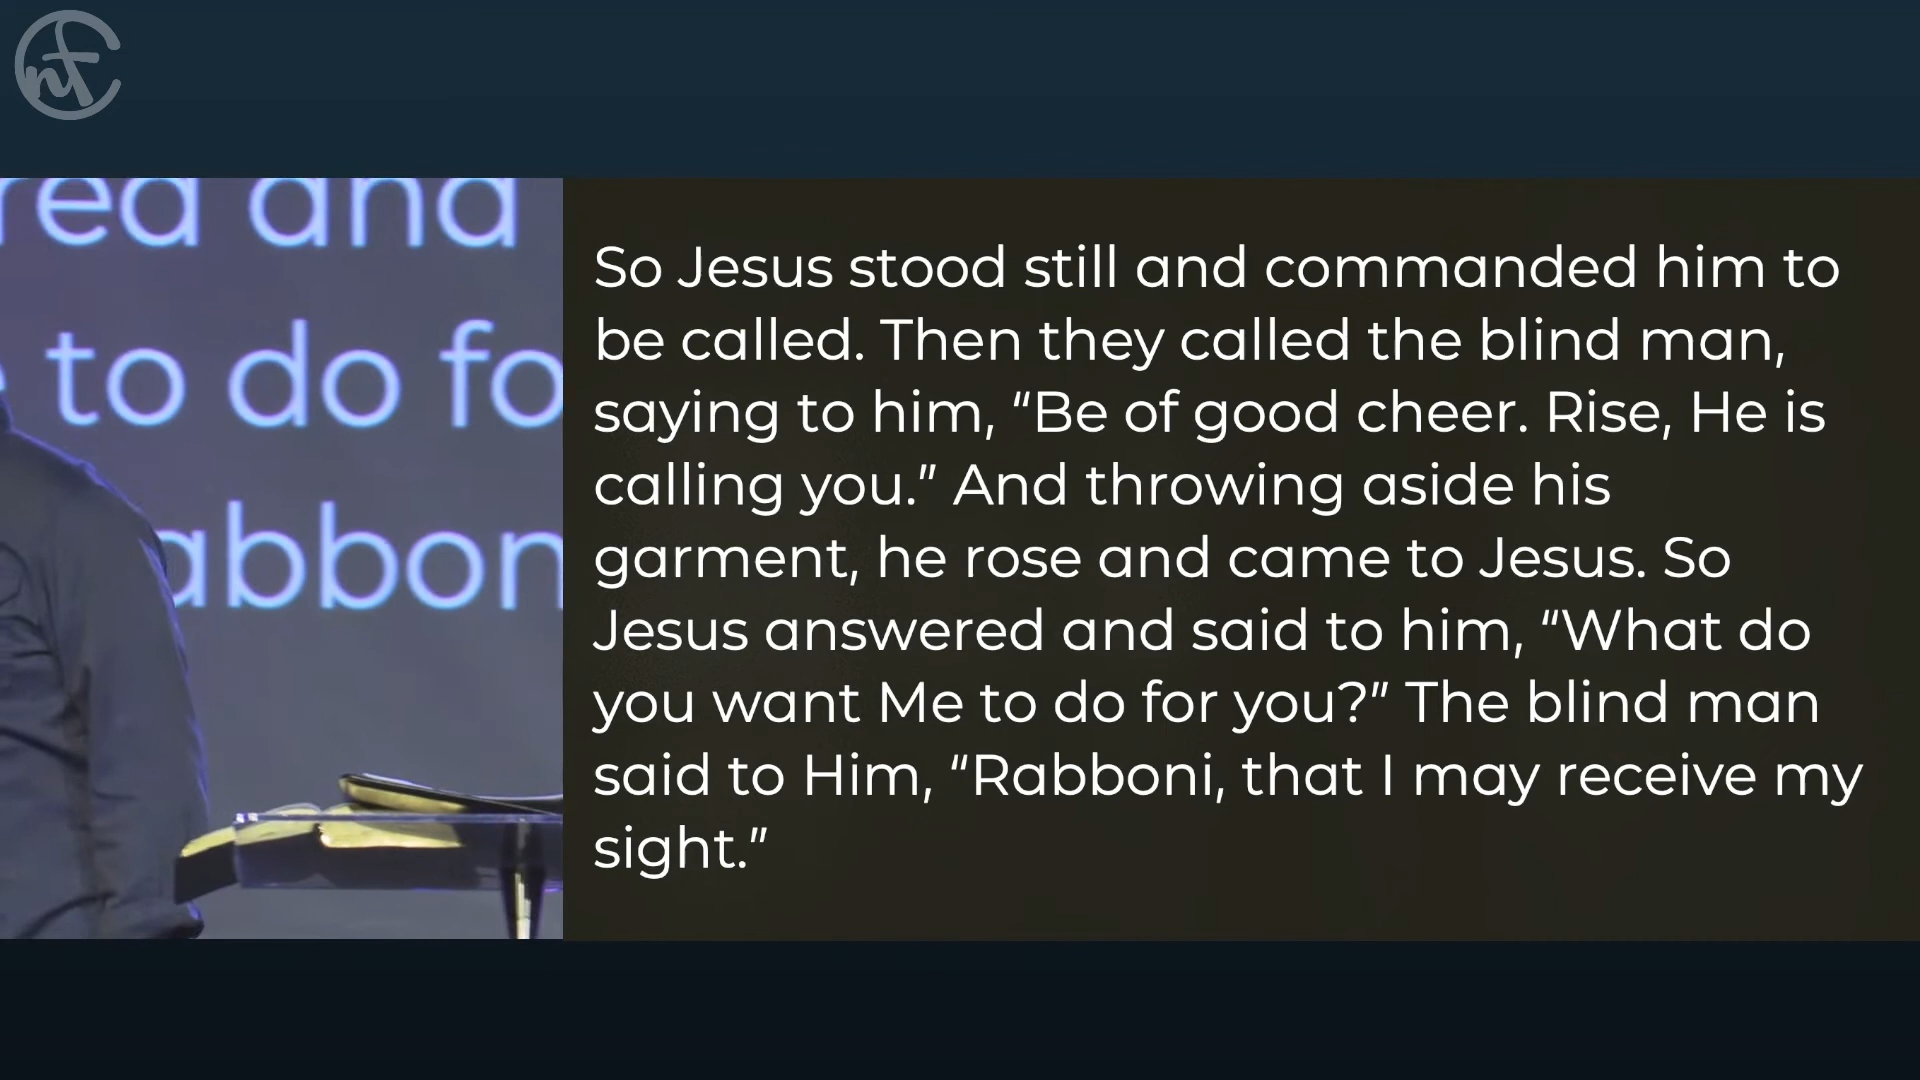 red and
to do fo
abbon
So Jesus stood still and commanded him to
be called. Then they called the blind man,
saying to him, “Be of good cheer. Rise, He is
calling you.” And throwing aside his
garment, he rose and came to Jesus. So
Jesus answered and said to him, “What do
you want Me to do for you?” The blind man
said to Him, “Rabboni, that I may receive my
sight.”